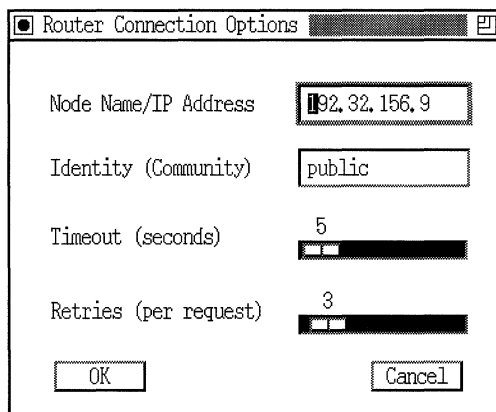 Router Connection Options
Node Name/IP Address 192.32.156.9
Identity (Community) public
Timeout (seconds) 5
Retries (per request) 3
OK Cancel